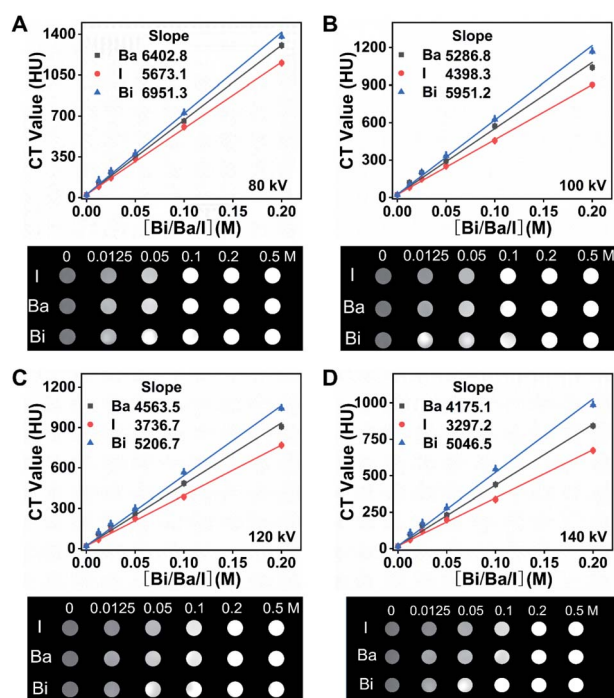 A
CT Value (HU)
1400
1050
700
350
0
Slope
Ba 6402.8
I 5673.1
Bi 6951.3
80 kV
0.00 0.05 0.10 0.15 0.20
[Bi/Ba/I] (M)
0 0.0125 0.05 0.1 0.2 0.5 M
I
Ba
Bi
B
CT Value (HU)
1200
900
600
300
0
Slope
Ba 5286.8
I 4398.3
Bi 5951.2
100 kV
0.00 0.05 0.10 0.15 0.20
[Bi/Ba/I] (M)
0 0.0125 0.05 0.1 0.2 0.5 M
I
Ba
Bi
C
CT Value (HU)
1200
900
600
300
0
Slope
Ba 4563.5
I 3736.7
Bi 5206.7
120 kV
0.00 0.05 0.10 0.15 0.20
[Bi/Ba/I] (M)
0 0.0125 0.05 0.1 0.2 0.5 M
I
Ba
Bi
D
CT Value (HU)
1000
750
500
250
0
Slope
Ba 4175.1
I 3297.2
Bi 5046.5
140 kV
0.00 0.05 0.10 0.15 0.20
[Bi/Ba/I] (M)
0 0.0125 0.05 0.1 0.2 0.5 M
I
Ba
Bi